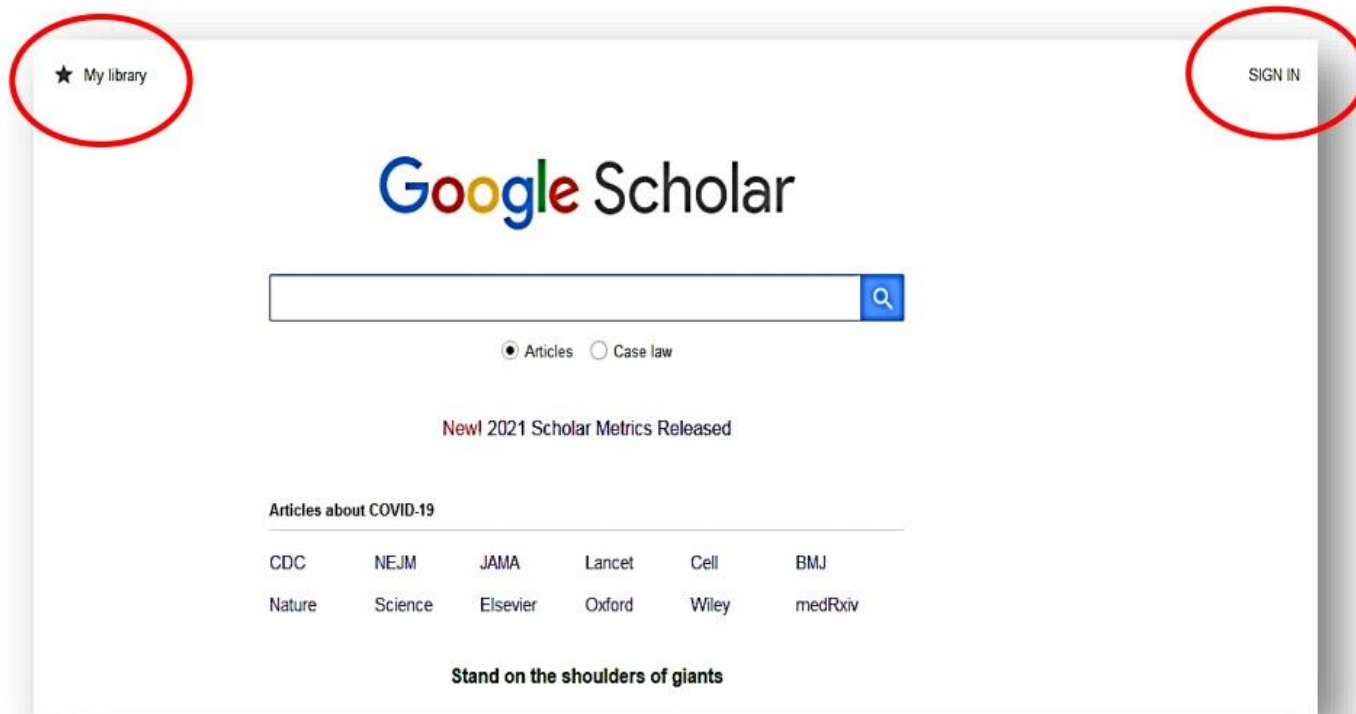 ★ My library SIGN IN
Google Scholar
Articles Case law
New! 2021 Scholar Metrics Released
Articles about COVID-19
CDC NEJM JAMA Lancet Cell BMJ
Nature Science Elsevier Oxford Wiley medRxiv
Stand on the shoulders of giants